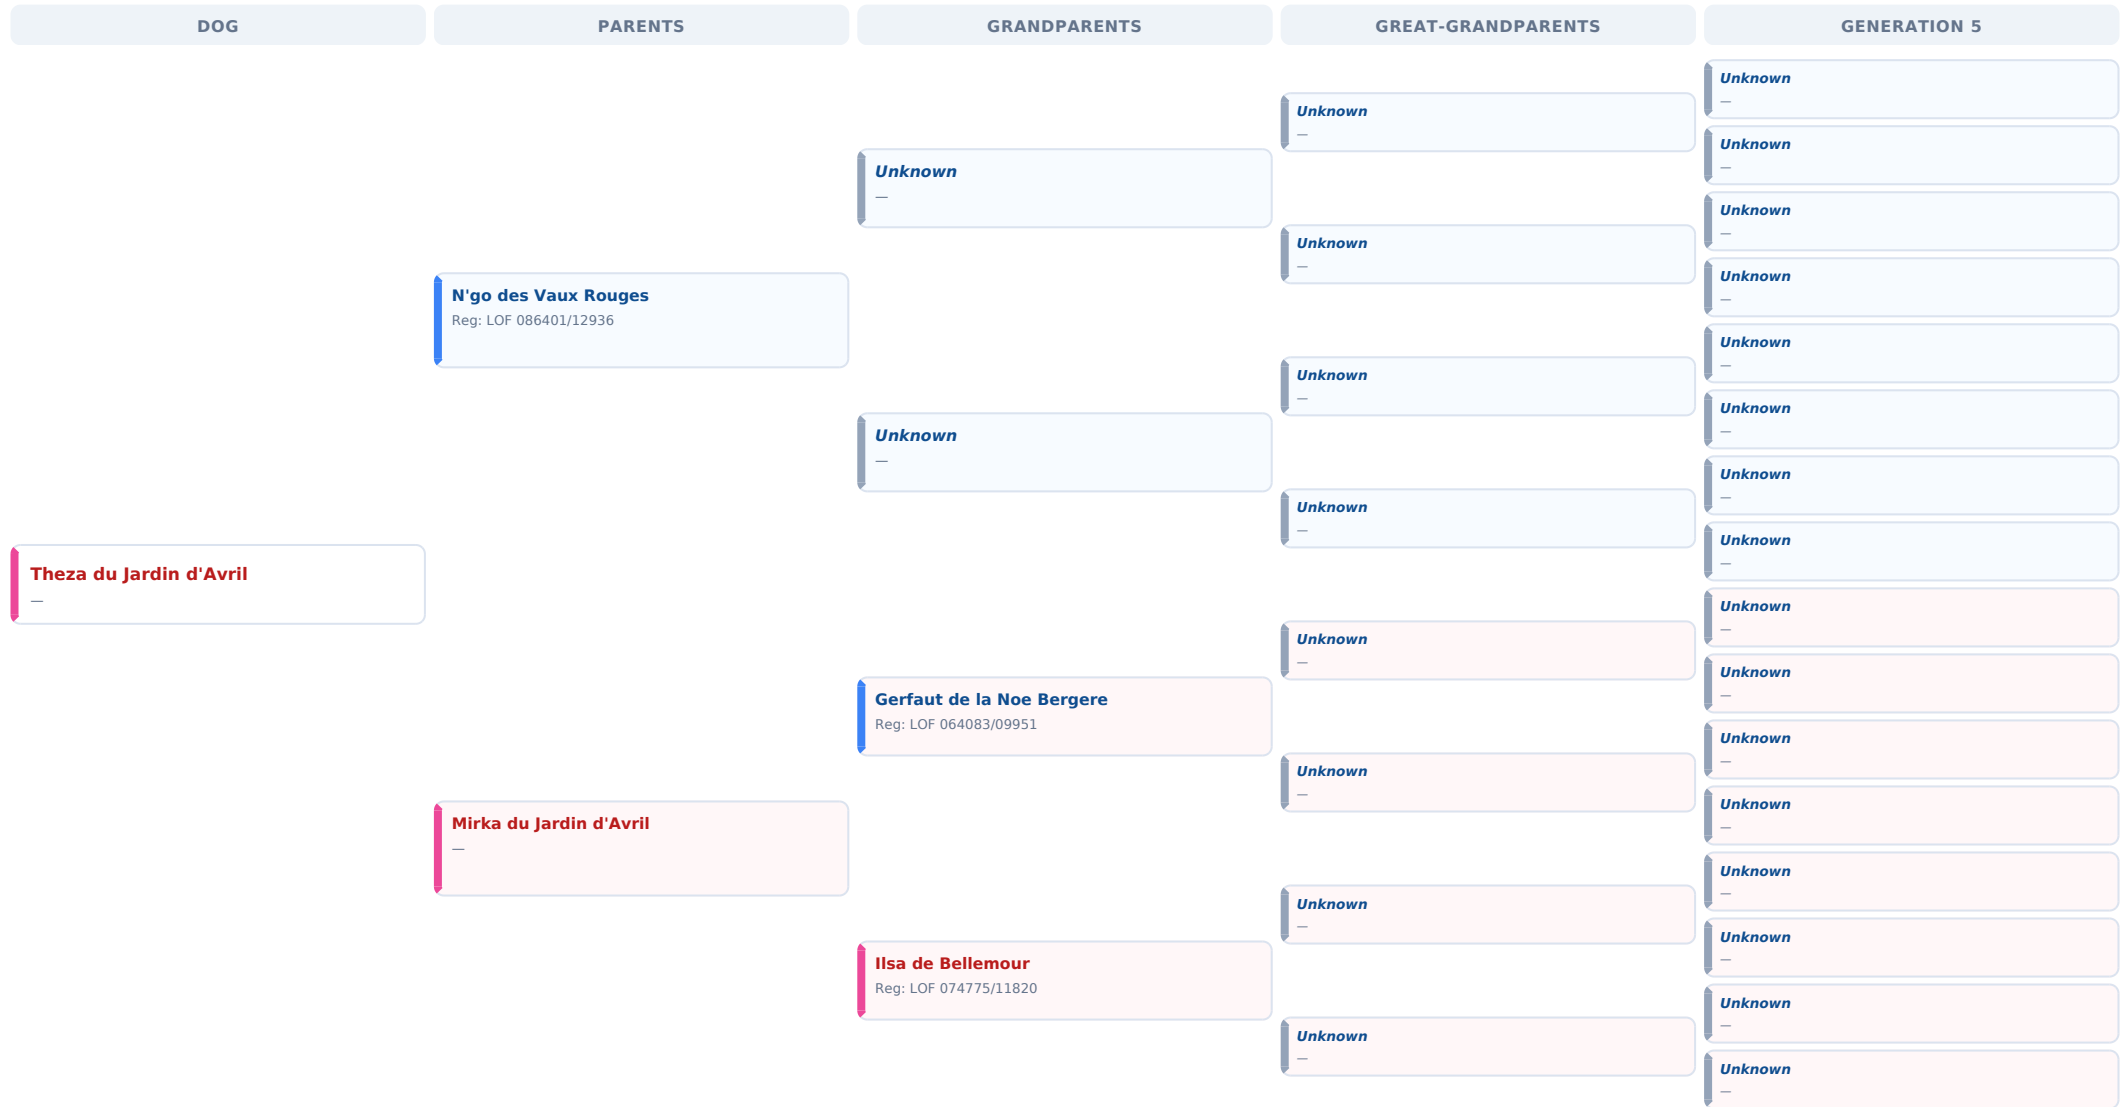 DOG
PARENTS
GRANDPARENTS
GREAT-GRANDPARENTS
GENERATION 5
Theza du Jardin d'Avril
—
N'go des Vaux Rouges
Reg: LOF 086401/12936
Mirka du Jardin d'Avril
—
Unknown
—
Unknown
—
Gerfaut de la Noe Bergere
Reg: LOF 064083/09951
Ilsa de Bellemour
Reg: LOF 074775/11820
Unknown
—
Unknown
—
Unknown
—
Unknown
—
Unknown
—
Unknown
—
Unknown
—
Unknown
—
Unknown
—
Unknown
—
Unknown
—
Unknown
—
Unknown
—
Unknown
—
Unknown
—
Unknown
—
Unknown
—
Unknown
—
Unknown
—
Unknown
—
Unknown
—
Unknown
—
Unknown
—
Unknown
—